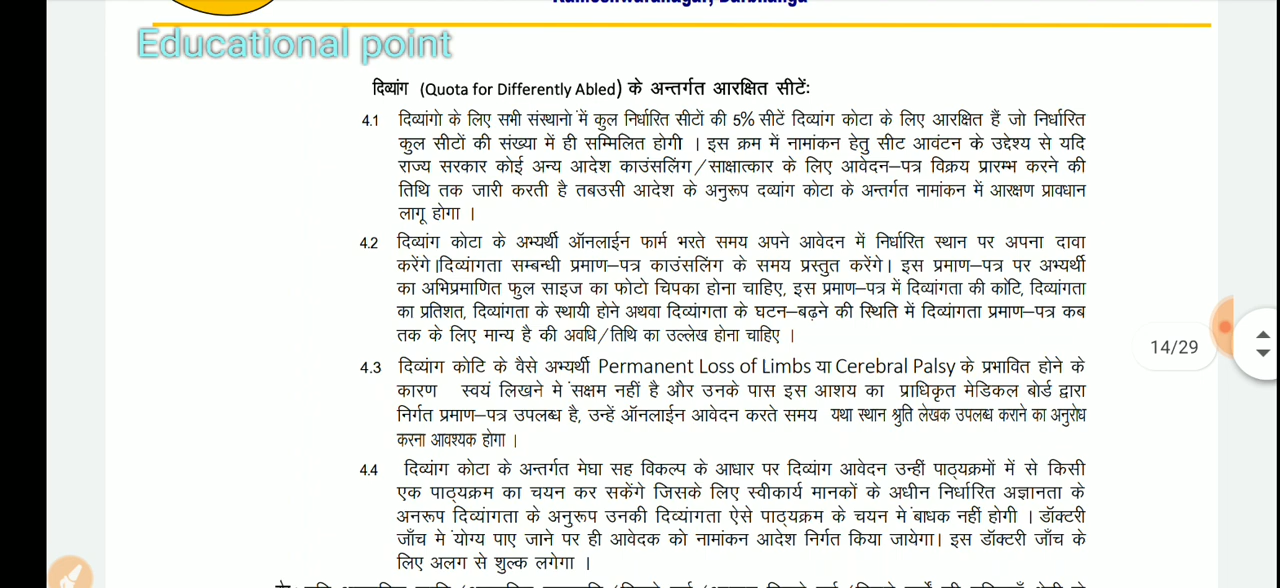 Kameshwaranagar, Darbhanga
Educational point
दिव्यांग (Quota for Differently Abled) के अन्तर्गत आरक्षित सीटेंः
4.1 दिव्यांगो के लिए सभी संस्थानो में कुल निर्धारित सीटों की 5% सीटें दिव्यांग कोटा के लिए आरक्षित हैं जो निर्धारित
कुल सीटों की संख्या में ही सम्मिलित होगी । इस क्रम में नामांकन हेतु सीट आवंटन के उद्देश्य से यदि
राज्य सरकार कोई अन्य आदेश काउंसलिंग/साक्षात्कार के लिए आवेदन–पत्र विक्रय प्रारम्भ करने की
तिथि तक जारी करती है तबउसी आदेश के अनुरूप दव्यांग कोटा के अन्तर्गत नामांकन में आरक्षण प्रावधान
लागू होगा ।
4.2 दिव्यांग कोटा के अभ्यर्थी ऑनलाईन फार्म भरते समय अपने आवेदन में निर्धारित स्थान पर अपना दावा
करेंगे।दिव्यांगता सम्बन्धी प्रमाण–पत्र काउंसलिंग के समय प्रस्तुत करेंगे। इस प्रमाण–पत्र पर अभ्यर्थी
का अभिप्रमाणित फुल साइज का फोटो चिपका होना चाहिए, इस प्रमाण–पत्र में दिव्यांगता की कोटि, दिव्यांगता
का प्रतिशत, दिव्यांगता के स्थायी होने अथवा दिव्यांगता के घटन–बढ़ने की स्थिति में दिव्यांगता प्रमाण–पत्र कब
तक के लिए मान्य है की अवधि/तिथि का उल्लेख होना चाहिए ।
4.3 दिव्यांग कोटि के वैसे अभ्यर्थी Permanent Loss of Limbs या Cerebral Palsy के प्रभावित होने के
कारण स्वयं लिखने मे सक्षम नहीं है और उनके पास इस आशय का प्राधिकृत मेडिकल बोर्ड द्वारा
निर्गत प्रमाण–पत्र उपलब्ध है, उन्हें ऑनलाईन आवेदन करते समय यथा स्थान श्रुति लेखक उपलब्ध कराने का अनुरोध
करना आवश्यक होगा ।
4.4 दिव्यांग कोटा के अन्तर्गत मेघा सह विकल्प के आधार पर दिव्यांग आवेदन उन्हीं पाठ्यक्रमों में से किसी
एक पाठ्यक्रम का चयन कर सकेंगे जिसके लिए स्वीकार्य मानकों के अधीन निर्धारित अज्ञानता के
अनरूप दिव्यांगता के अनुरूप उनकी दिव्यांगता ऐसे पाठ्यक्रम के चयन मे बाधक नहीं होगी । डॉक्टरी
जाँच मे योग्य पाए जाने पर ही आवेदक को नामांकन आदेश निर्गत किया जायेगा। इस डॉक्टरी जाँच के
लिए अलग से शुल्क लगेगा ।
14/29